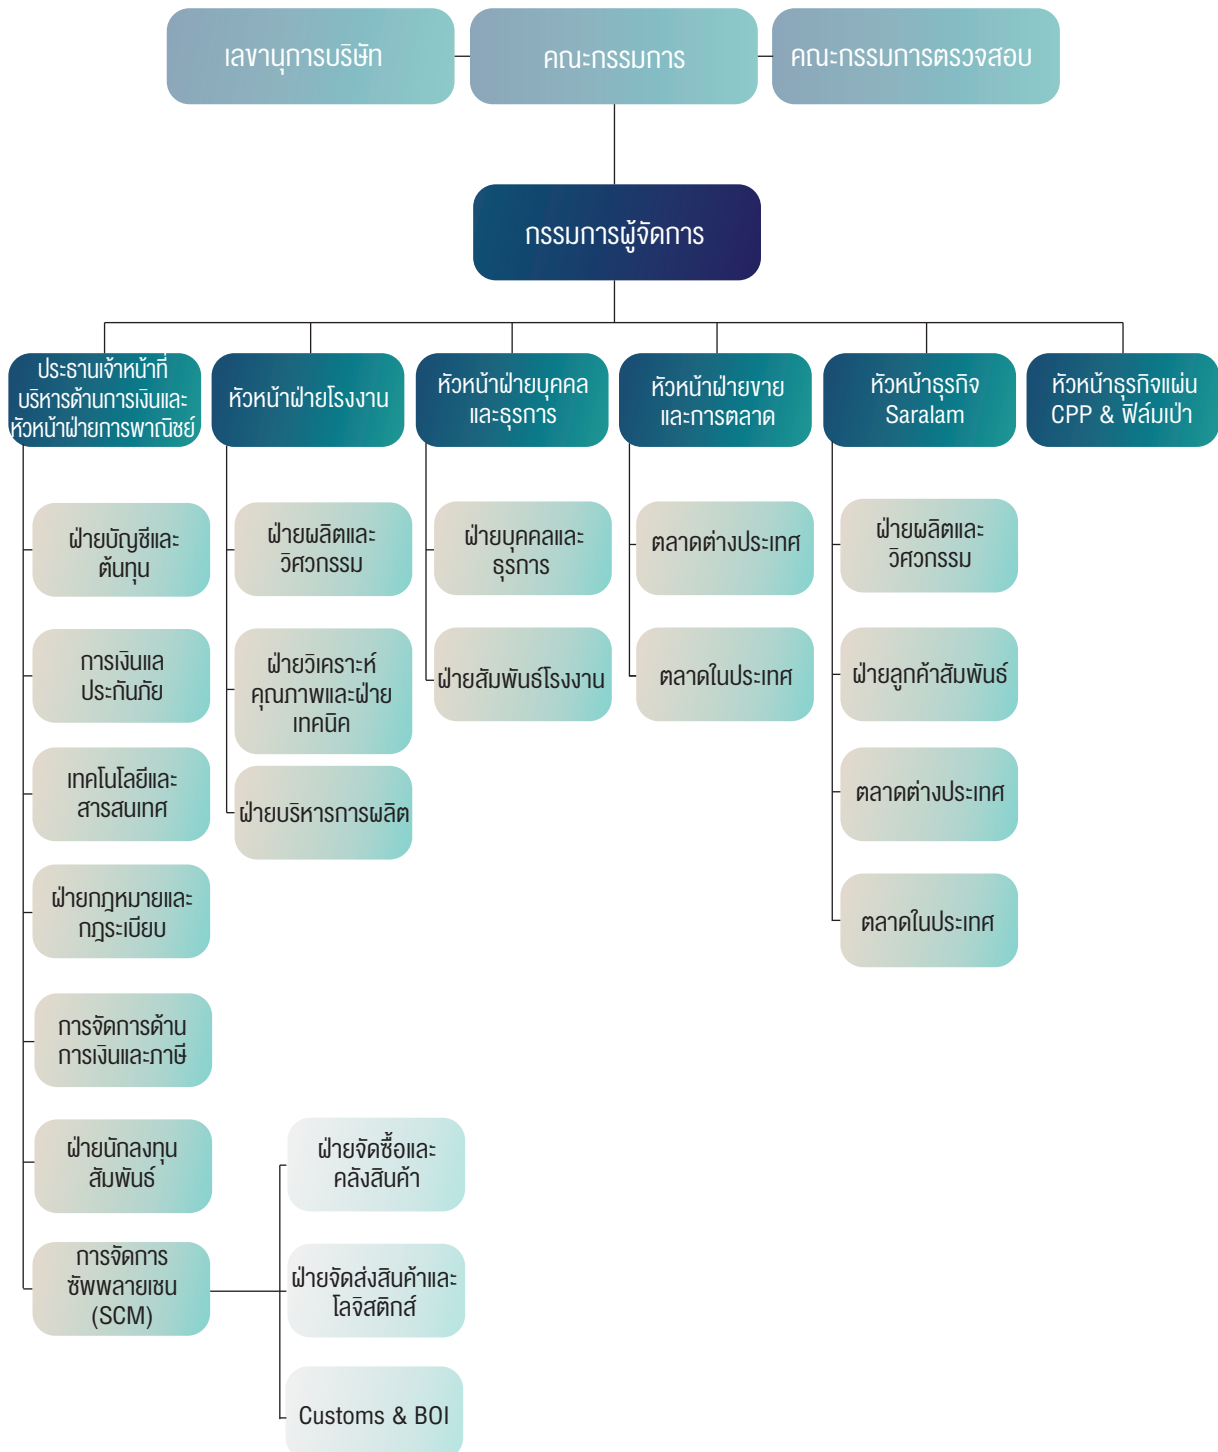 เลขานุการบริษัท
คณะกรรมการ
คณะกรรมการตรวจสอบ
กรรมการผู้จัดการ
ประธานเจ้าหน้าที่
บริหารด้านการเงินและ
หัวหน้าฝ่ายการพาณิชย์
หัวหน้าฝ่ายโรงงาน
หัวหน้าฝ่ายบุคคล
และธุรการ
หัวหน้าฝ่ายขาย
และการตลาด
หัวหน้าธุรกิจ
Saralam
หัวหน้าธุรกิจแผ่น
CPP & ฟิล์มเป่า
ฝ่ายบัญชีและ
ต้นทุน
การเงินแล
ประกันภัย
เทคโนโลยีและ
สารสนเทศ
ฝ่ายกฎหมายและ
กฎระเบียบ
การจัดการด้าน
การเงินและภาษี
ฝ่ายนักลงทุน
สัมพันธ์
การจัดการ
ซัพพลายเชน
(SCM)
ฝ่ายจัดซื้อและ
คลังสินค้า
ฝ่ายจัดส่งสินค้าและ
โลจิสติกส์
Customs & BOI
ฝ่ายผลิตและ
วิศวกรรม
ฝ่ายวิเคราะห์
คุณภาพและฝ่าย
เทคนิค
ฝ่ายบริหารการผลิต
ฝ่ายบุคคลและ
ธุรการ
ฝ่ายสัมพันธ์โรงงาน
ตลาดต่างประเทศ
ตลาดในประเทศ
ฝ่ายผลิตและ
วิศวกรรม
ฝ่ายลูกค้าสัมพันธ์
ตลาดต่างประเทศ
ตลาดในประเทศ